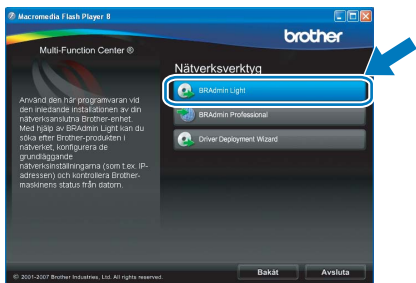 Macromedia Flash Player 8
brother
Multi-Function Center ®
Nätverksverktyg
BRAdmin Light
BRAdmin Professional
Driver Deployment Wizard
Använd den här programvaran vid
den inledande installationen av din
nätverksanslutna Brother-enhet.
Med hjälp av BRAdmin Light kan du
söka efter Brother-produkten i
nätverket, konfigurera de
grundläggande
nätverksinställningarna (som t.ex. IP-
adressen) och kontrollera Brother-
maskinens status från datorn.
© 2001-2007 Brother Industries, Ltd. All rights reserved.
Bakåt
Avsluta